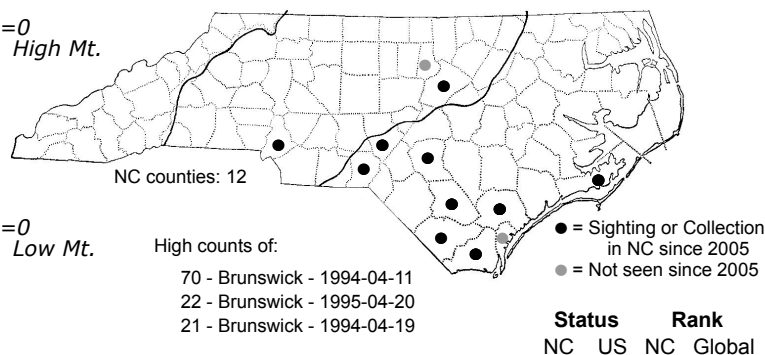 =0
High Mt.
NC counties: 12
=0
Low Mt.
High counts of:
70 - Brunswick - 1994-04-11
22 - Brunswick - 1995-04-20
21 - Brunswick - 1994-04-19
● = Sighting or Collection
in NC since 2005
● = Not seen since 2005
Status Rank
NC US NC Global